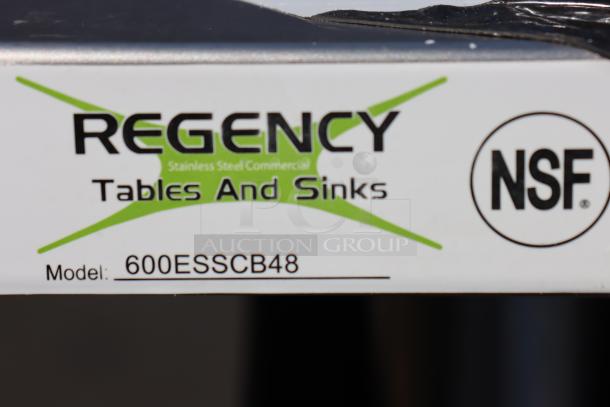 REGENCY
Stainless Steel Commercial
Tables And Sinks
NSF®
PCI
AUCTION GROUP
Model: 600ESSCB48